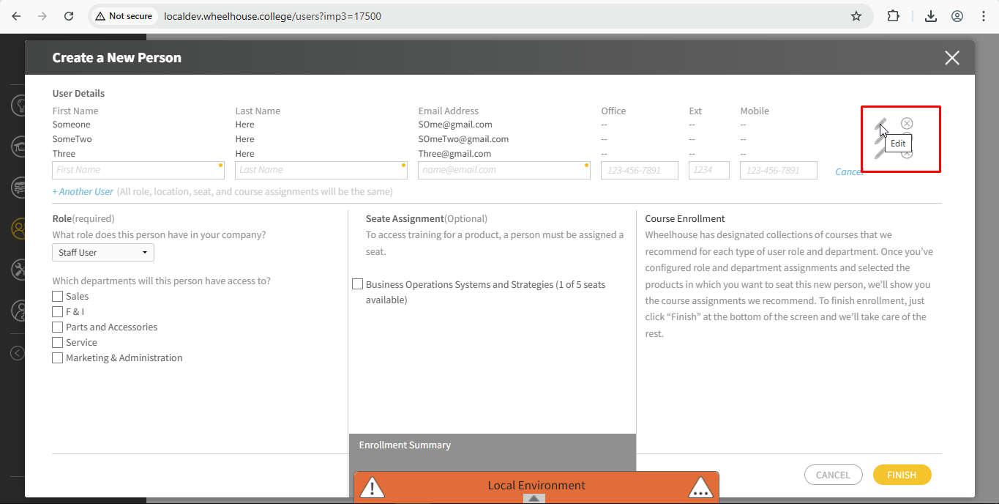 Not secure localdev.wheelhouse.college/users?imp3=17500
Create a New Person
User Details
First Name Last Name Email Address Office Ext Mobile
Someone Here SOme@gmail.com -- -- --
SomeTwo Here SOmeTwo@gmail.com -- -- --
Edit
Three Here Three@gmail.com -- -- --
First Name Last Name name@email.com 123-456-7891 1234 123-456-7891 Cancel
+ Another User (All role, location, seat, and course assignments will be the same)
Role(required)
What role does this person have in your company?
Staff User
Which departments will this person have access to?
Sales
F & I
Parts and Accessories
Service
Marketing & Administration
Seate Assignment(Optional)
To access training for a product, a person must be assigned a
seat.
Business Operations Systems and Strategies (1 of 5 seats
available)
Course Enrollment
Wheelhouse has designated collections of courses that we
recommend for each type of user role and department. Once you’ve
configured role and department assignments and selected the
products in which you want to seat this new person, we’ll show you
the course assignments we recommend. To finish enrollment, just
click “Finish” at the bottom of the screen and we’ll take care of the
rest.
Enrollment Summary
CANCEL FINISH
Local Environment